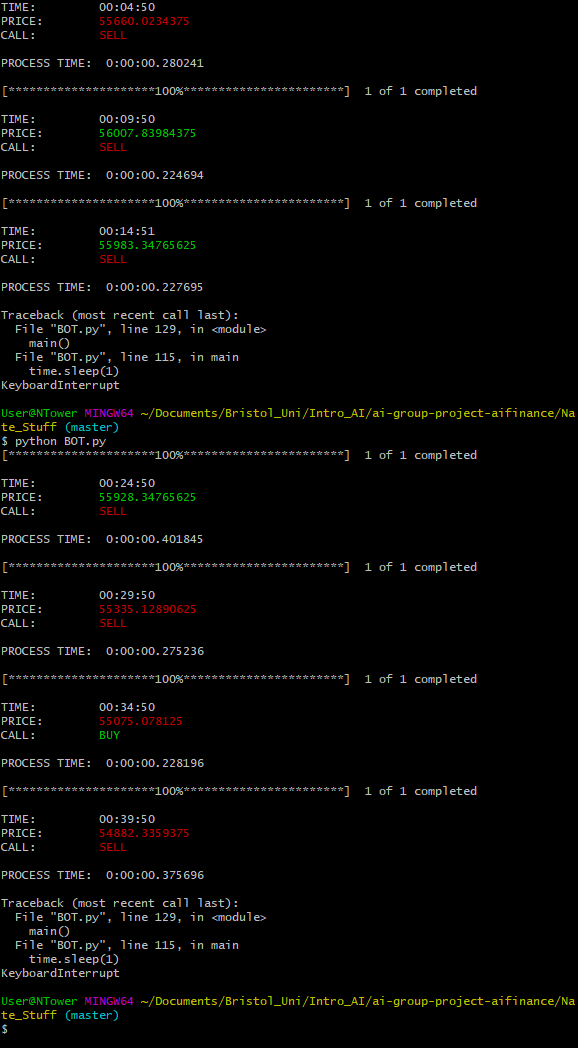 TIME: 00:04:50
PRICE: 55660.0234375
CALL: SELL
PROCESS TIME: 0:00:00.280241
[*********************100%***********************] 1 of 1 completed
TIME: 00:09:50
PRICE: 56007.83984375
CALL: SELL
PROCESS TIME: 0:00:00.224694
[*********************100%***********************] 1 of 1 completed
TIME: 00:14:51
PRICE: 55983.34765625
CALL: SELL
PROCESS TIME: 0:00:00.227695
Traceback (most recent call last):
  File "BOT.py", line 129, in <module>
    main()
  File "BOT.py", line 115, in main
    time.sleep(1)
KeyboardInterrupt
User@NTower MINGW64 ~/Documents/Bristol_Uni/Intro_AI/ai-group-project-aifinance/Na
te_Stuff (master)
$ python BOT.py
[*********************100%***********************] 1 of 1 completed
TIME: 00:24:50
PRICE: 55928.34765625
CALL: SELL
PROCESS TIME: 0:00:00.401845
[*********************100%***********************] 1 of 1 completed
TIME: 00:29:50
PRICE: 55335.12890625
CALL: SELL
PROCESS TIME: 0:00:00.275236
[*********************100%***********************] 1 of 1 completed
TIME: 00:34:50
PRICE: 55075.078125
CALL: BUY
PROCESS TIME: 0:00:00.228196
[*********************100%***********************] 1 of 1 completed
TIME: 00:39:50
PRICE: 54882.3359375
CALL: SELL
PROCESS TIME: 0:00:00.375696
Traceback (most recent call last):
  File "BOT.py", line 129, in <module>
    main()
  File "BOT.py", line 115, in main
    time.sleep(1)
KeyboardInterrupt
User@NTower MINGW64 ~/Documents/Bristol_Uni/Intro_AI/ai-group-project-aifinance/Na
te_Stuff (master)
$